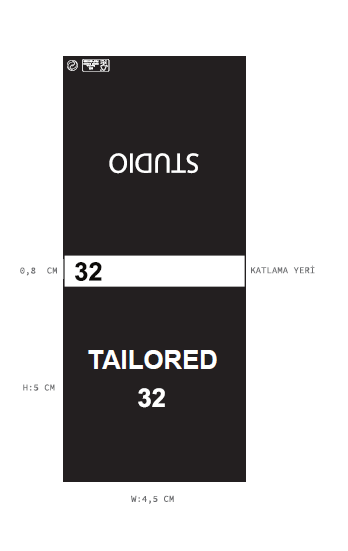 STUDIO
0,8 CM
32
KATLAMA YERİ
TAILORED
32
H:5 CM
W:4,5 CM